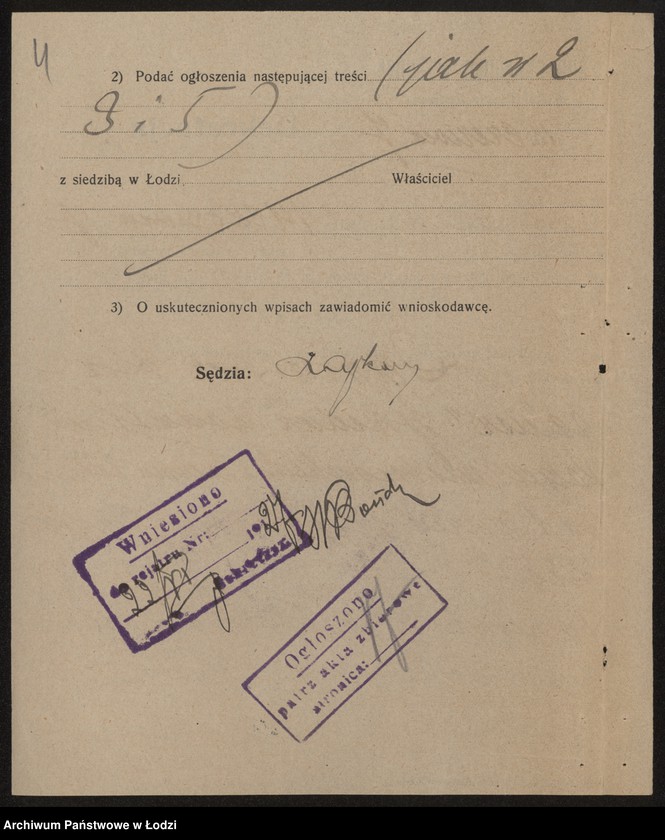 4
2) Podać ogłoszenia następującej treści (jak w 2
3 i 5)
z siedzibą w Łodzi Właściciel
3) O uskutecznionych wpisach zawiadomić wnioskodawcę.
Sędzia:
Wniesiono
do rejstru Nr:
Ogłoszono
patrz akta zbiorowe
stronica:
Archiwum Państwowe w Łodzi